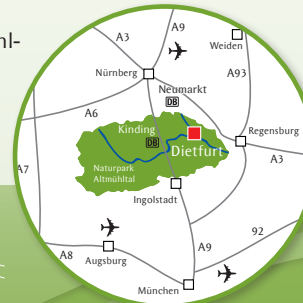 hl-
A3
A9
Weiden
Nürnberg
A93
Neumarkt
DB
A6
Kinding
DB
Regensburg
Dietfurt
A3
A7
Naturpark
Altmühltal
Ingolstadt
92
A9
A8
Augsburg
München